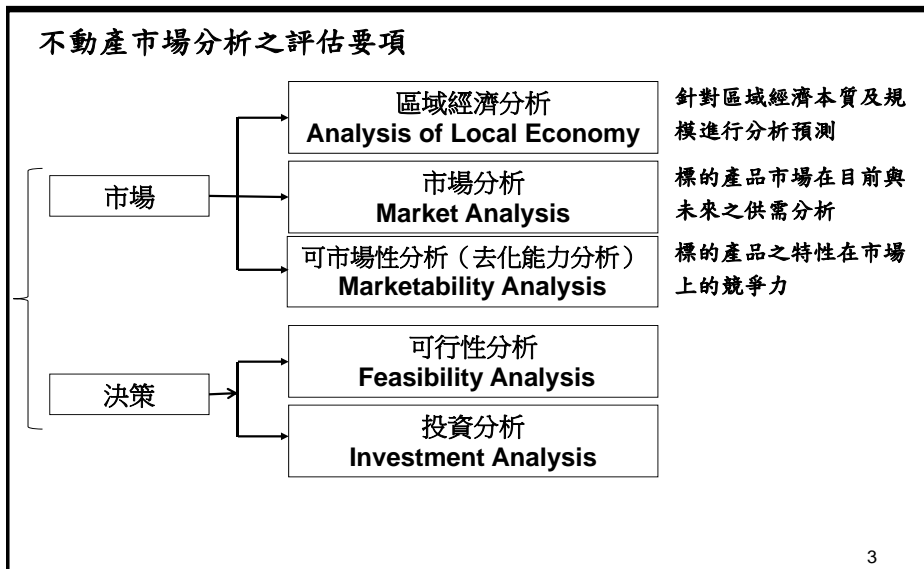 不動產市場分析之評估要項
市場
區域經濟分析
Analysis of Local Economy
針對區域經濟本質及規
模進行分析預測
市場分析
Market Analysis
標的產品市場在目前與
未來之供需分析
可市場性分析（去化能力分析）
Marketability Analysis
標的產品之特性在市場
上的競爭力
決策
可行性分析
Feasibility Analysis
投資分析
Investment Analysis
3